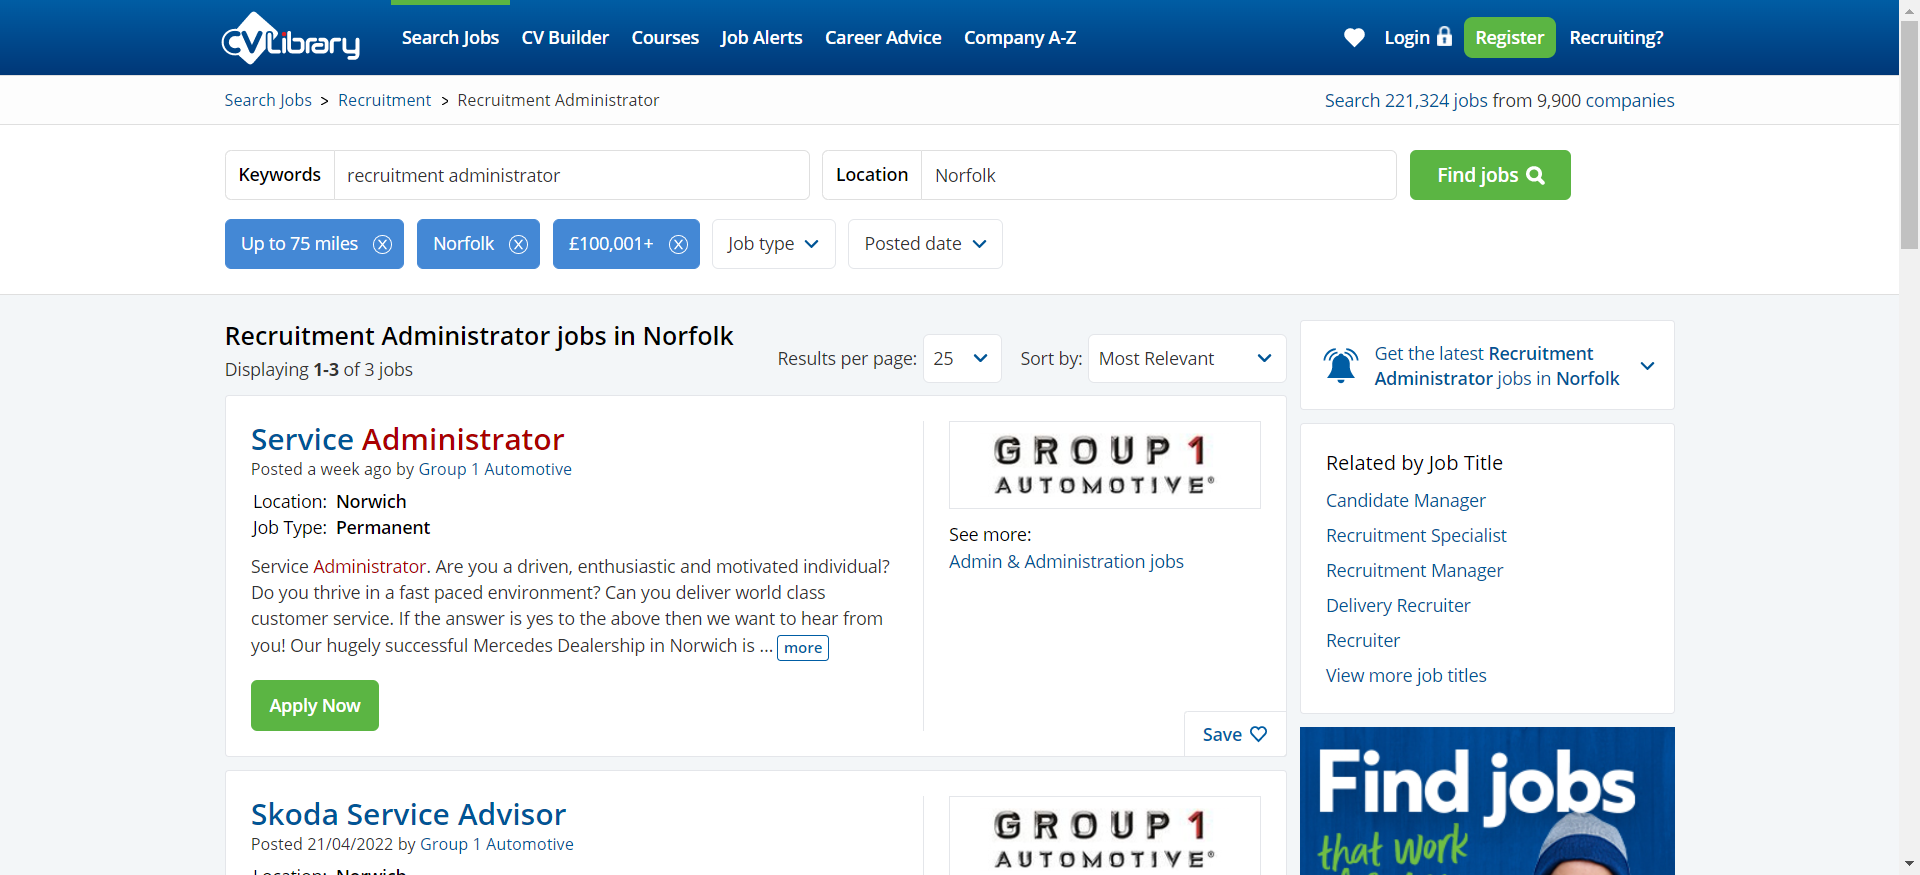 CVLibrary
Search Jobs CV Builder Courses Job Alerts Career Advice Company A-Z Login Register Recruiting?
Search Jobs > Recruitment > Recruitment Administrator
Search 221,324 jobs from 9,900 companies
Keywords recruitment administrator Location Norfolk Find jobs
Up to 75 miles Norfolk £100,001+ Job type Posted date
Recruitment Administrator jobs in Norfolk
Displaying 1-3 of 3 jobs
Results per page: 25 Sort by: Most Relevant
Get the latest Recruitment
Administrator jobs in Norfolk
Service Administrator
Posted a week ago by Group 1 Automotive
Location: Norwich
Job Type: Permanent
Service Administrator. Are you a driven, enthusiastic and motivated individual?
Do you thrive in a fast paced environment? Can you deliver world class
customer service. If the answer is yes to the above then we want to hear from
you! Our hugely successful Mercedes Dealership in Norwich is ... more
Apply Now
GROUP 1
AUTOMOTIVE®
See more:
Admin & Administration jobs
Save
Related by Job Title
Candidate Manager
Recruitment Specialist
Recruitment Manager
Delivery Recruiter
Recruiter
View more job titles
Skoda Service Advisor
Posted 21/04/2022 by Group 1 Automotive
Location: Norwich
GROUP 1
AUTOMOTIVE®
Find jobs
that work